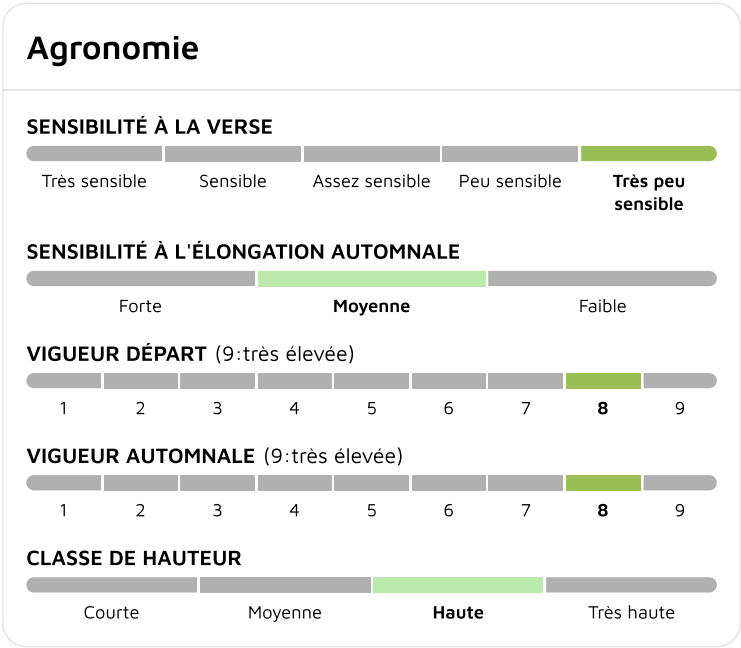 Agronomie
SENSIBILITÉ À LA VERSE
Très sensible Sensible Assez sensible Peu sensible Très peu
sensible
SENSIBILITÉ À L'ÉLONGATION AUTOMNALE
Forte Moyenne Faible
VIGUEUR DÉPART (9:très élevée)
1 2 3 4 5 6 7 8 9
VIGUEUR AUTOMNALE (9:très élevée)
1 2 3 4 5 6 7 8 9
CLASSE DE HAUTEUR
Courte Moyenne Haute Très haute